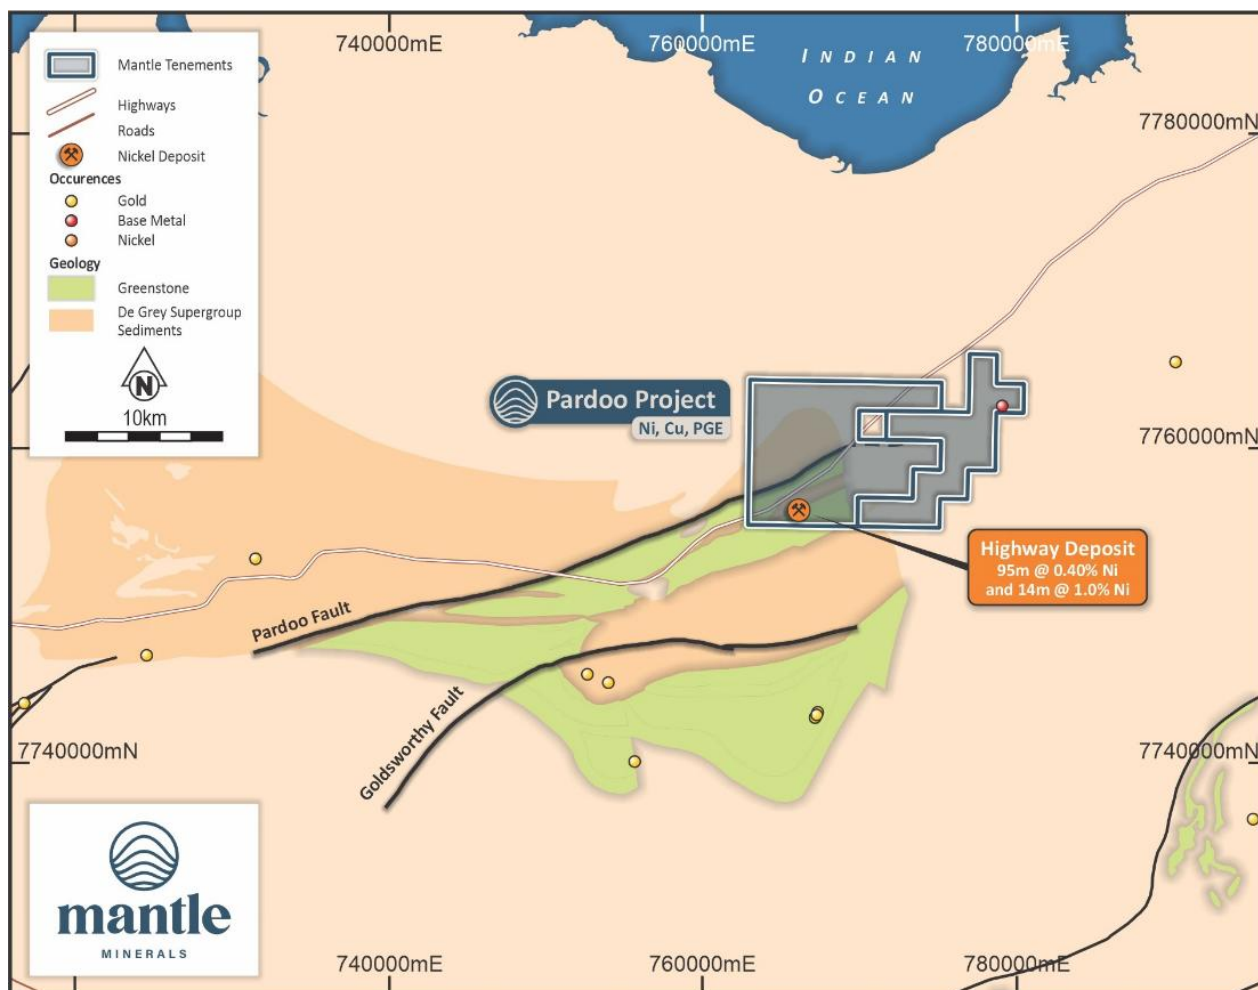 740000mE
760000mE
780000mE
INDIAN
OCEAN
Mantle Tenements
Highways
Roads
Nickel Deposit
Occurences
Gold
Base Metal
Nickel
Geology
Greenstone
De Grey Supergroup
Sediments
N
10km
7780000mN
Pardoo Project
Ni, Cu, PGE
7760000mN
Highway Deposit
95m @ 0.40% Ni
and 14m @ 1.0% Ni
Pardoo Fault
Goldsworthy Fault
7740000mN
7740000mN
mantle
MINERALS
740000mE
760000mE
780000mE